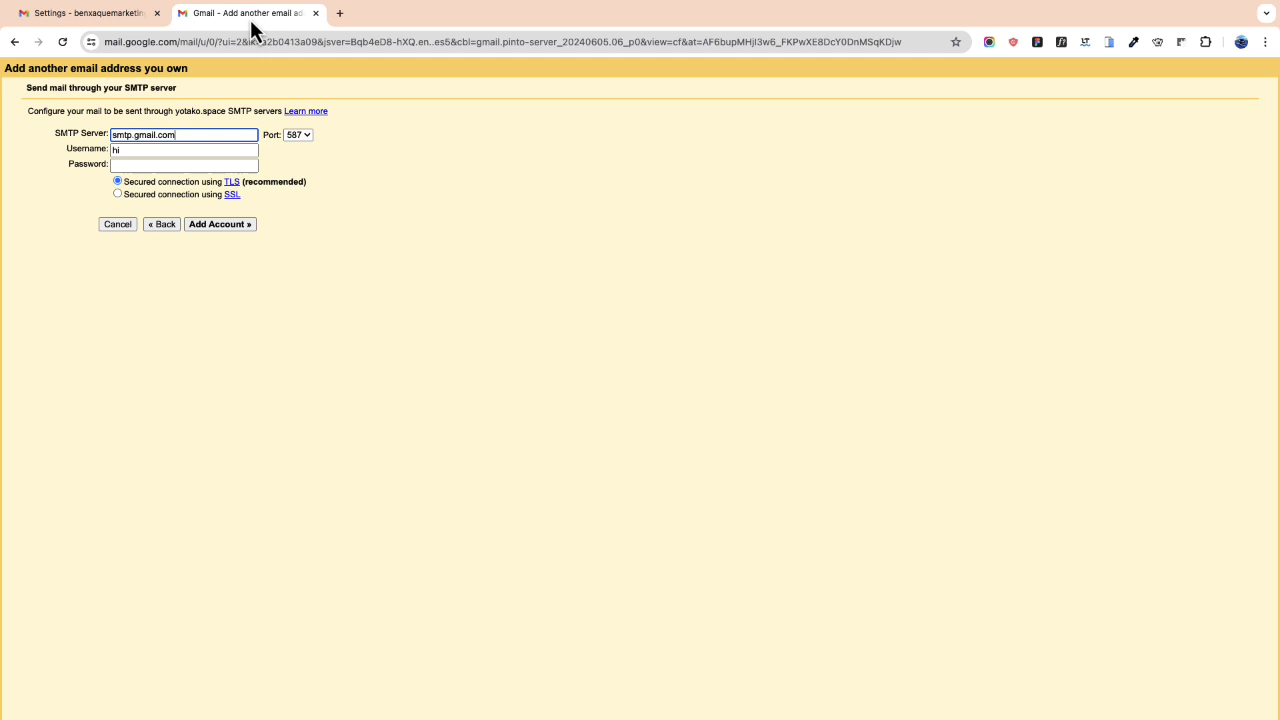 Settings - benxaquemarketin
Gmail - Add another email ad
mail.google.com/mail/u/0/?ui=2&ik=a2b0413a09&jsver=Bqb4eD8-hXQ.en..es5&cbl=gmail.pinto-server_20240605.06_p0&view=cf&at=AF6bupMHjI3w6_FKPwXE8DcY0DnMSqKDjw
Add another email address you own
Send mail through your SMTP server
Configure your mail to be sent through yotako.space SMTP servers Learn more
SMTP Server: smtp.gmail.com Port: 587
Username: hi
Password:
Secured connection using TLS (recommended)
Secured connection using SSL
Cancel « Back Add Account »